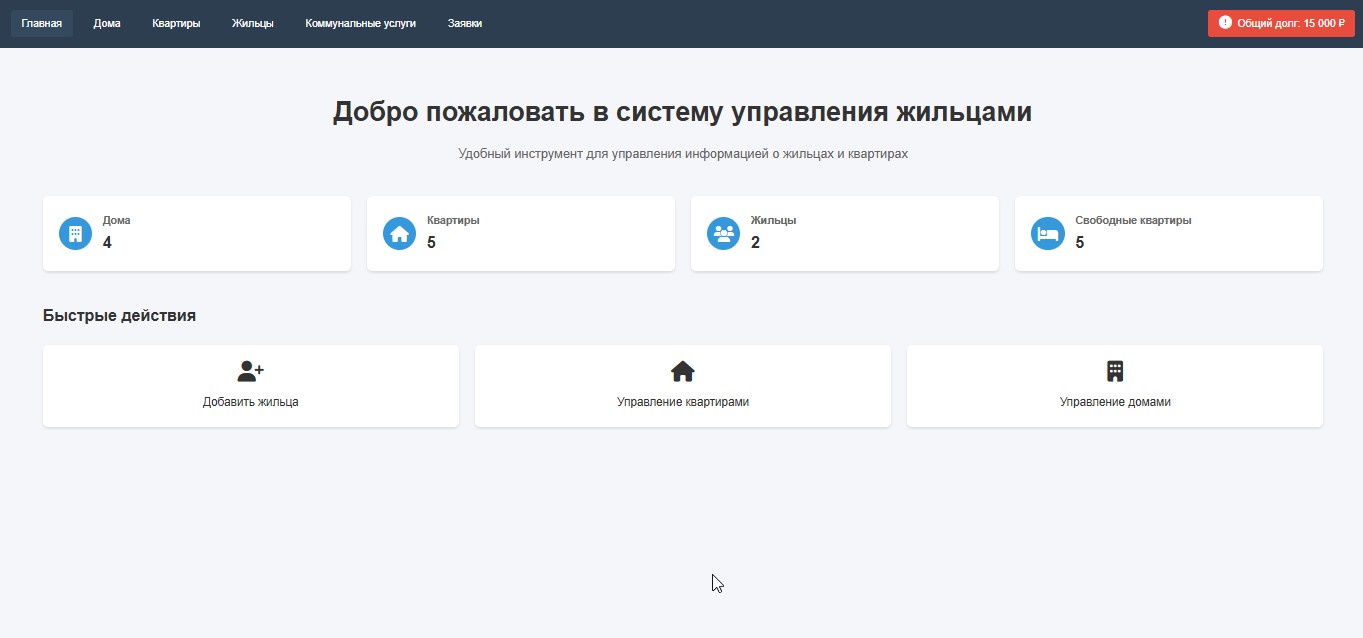 Главная Дома Квартиры Жильцы Коммунальные услуги Заявки Общий долг: 15 000 ₽
Добро пожаловать в систему управления жильцами
Удобный инструмент для управления информацией о жильцах и квартирах
Дома
4
Квартиры
5
Жильцы
2
Свободные квартиры
5
Быстрые действия
Добавить жильца
Управление квартирами
Управление домами